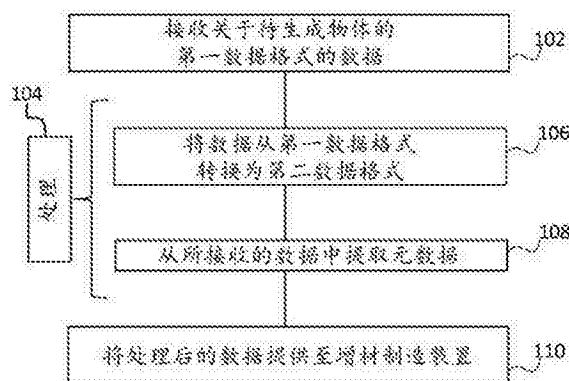 接收关于待生成物体的
第一数据格式的数据
102
104
处理
将数据从第一数据格式
转换为第二数据格式
106
从所接收的数据中提取元数据
108
将处理后的数据提供至增材制造装置
110